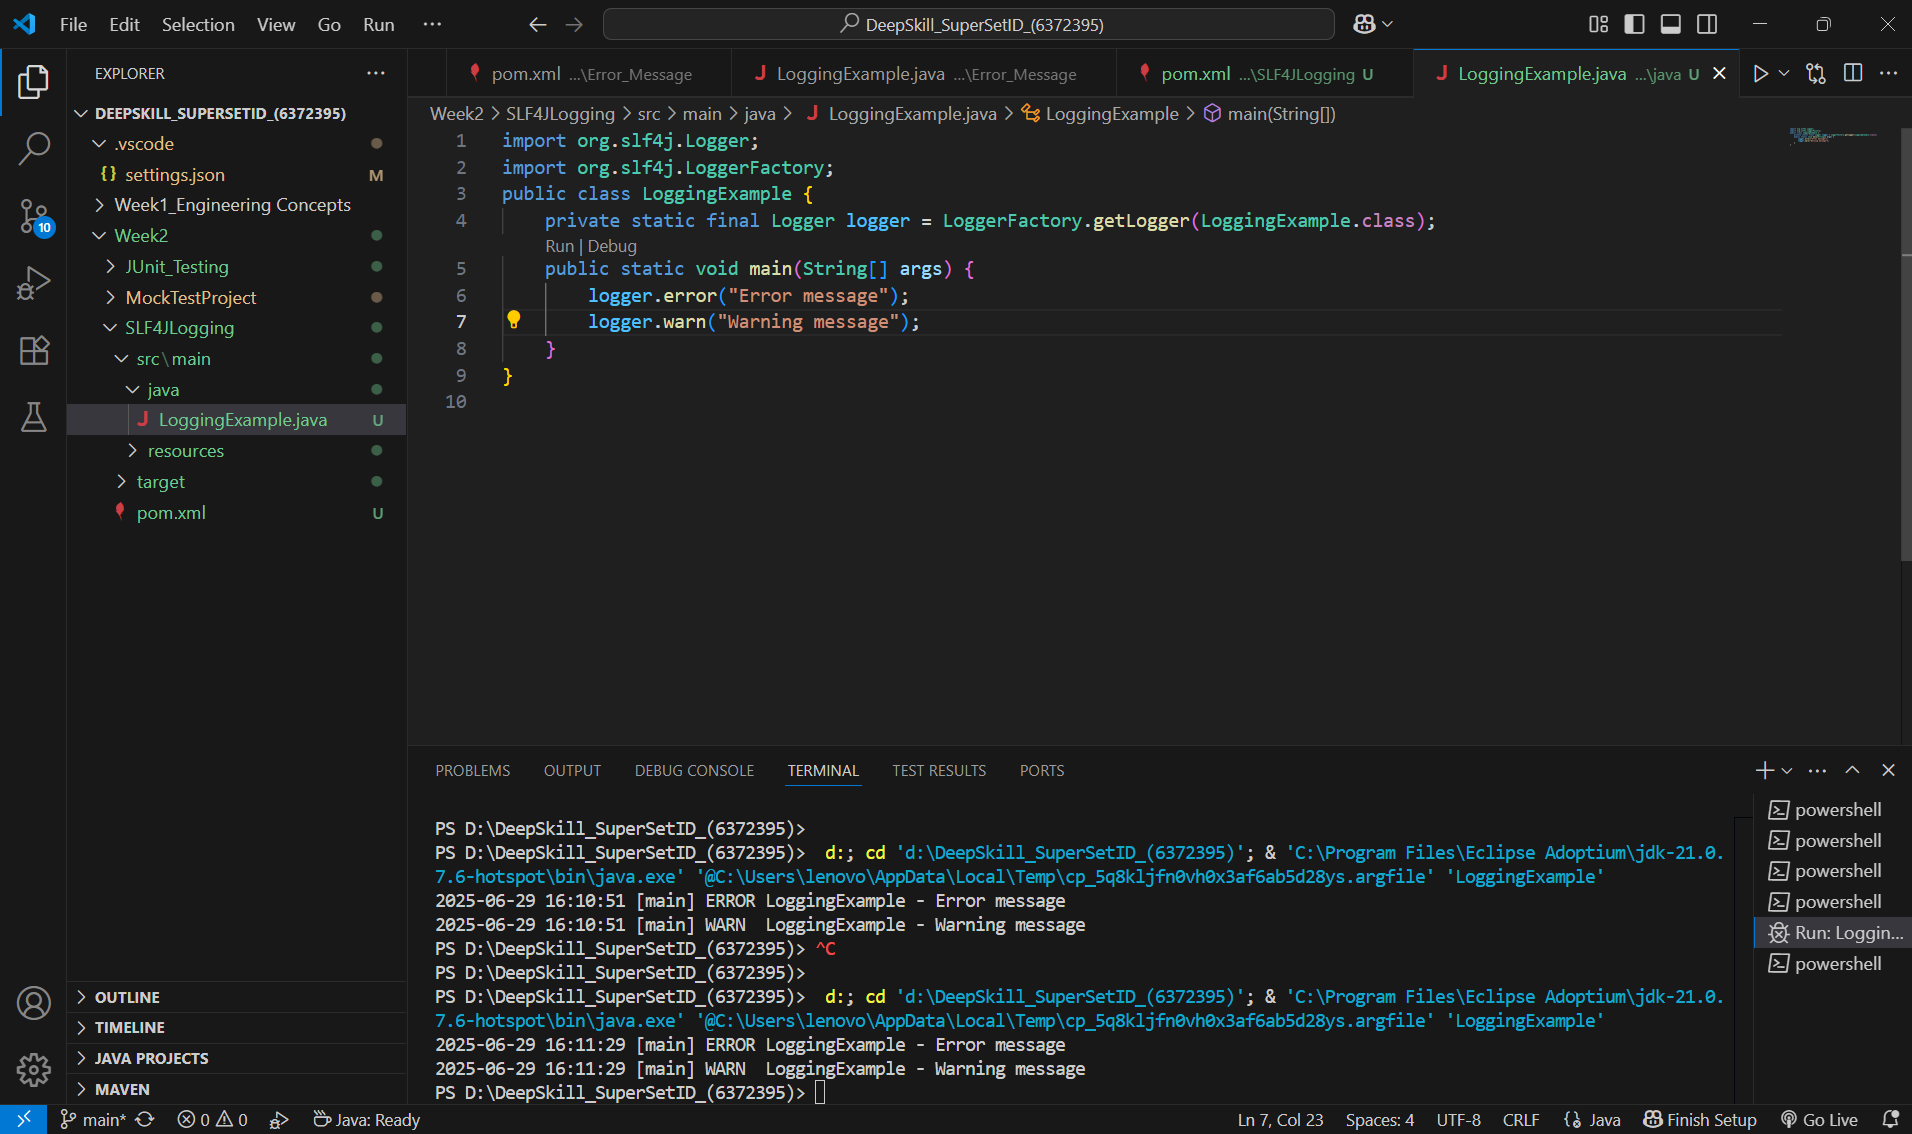 File Edit Selection View Go Run ··· DeepSkill_SuperSetID_(6372395)
EXPLORER ···
DEEPSKILL_SUPERSETID_(6372395)
.vscode
{} settings.json M
Week1_Engineering Concepts
Week2
JUnit_Testing
MockTestProject
SLF4JLogging
src\main
java
J LoggingExample.java U
resources
target
pom.xml U
OUTLINE
TIMELINE
JAVA PROJECTS
MAVEN
10
pom.xml ...\Error_Message J LoggingExample.java ...\Error_Message pom.xml ...\SLF4JLogging U J LoggingExample.java ...\java U
Week2 > SLF4JLogging > src > main > java > J LoggingExample.java > LoggingExample > main(String[])
1 import org.slf4j.Logger;
2 import org.slf4j.LoggerFactory;
3 public class LoggingExample {
4 private static final Logger logger = LoggerFactory.getLogger(LoggingExample.class);
Run | Debug
5 public static void main(String[] args) {
6 logger.error("Error message");
7 logger.warn("Warning message");
8 }
9 }
10
PROBLEMS OUTPUT DEBUG CONSOLE TERMINAL TEST RESULTS PORTS
PS D:\DeepSkill_SuperSetID_(6372395)>
PS D:\DeepSkill_SuperSetID_(6372395)> d:; cd 'd:\DeepSkill_SuperSetID_(6372395)'; & 'C:\Program Files\Eclipse Adoptium\jdk-21.0.
7.6-hotspot\bin\java.exe' '@C:\Users\lenovo\AppData\Local\Temp\cp_5q8kljfn0vh0x3af6ab5d28ys.argfile' 'LoggingExample'
2025-06-29 16:10:51 [main] ERROR LoggingExample - Error message
2025-06-29 16:10:51 [main] WARN LoggingExample - Warning message
PS D:\DeepSkill_SuperSetID_(6372395)> ^C
PS D:\DeepSkill_SuperSetID_(6372395)>
PS D:\DeepSkill_SuperSetID_(6372395)> d:; cd 'd:\DeepSkill_SuperSetID_(6372395)'; & 'C:\Program Files\Eclipse Adoptium\jdk-21.0.
7.6-hotspot\bin\java.exe' '@C:\Users\lenovo\AppData\Local\Temp\cp_5q8kljfn0vh0x3af6ab5d28ys.argfile' 'LoggingExample'
2025-06-29 16:11:29 [main] ERROR LoggingExample - Error message
2025-06-29 16:11:29 [main] WARN LoggingExample - Warning message
PS D:\DeepSkill_SuperSetID_(6372395)>
powershell
powershell
powershell
powershell
Run: Loggin...
powershell
main* 0 0 Java: Ready Ln 7, Col 23 Spaces: 4 UTF-8 CRLF {} Java Finish Setup Go Live